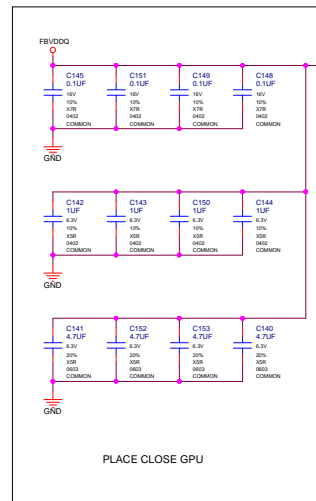 FBVDDQ
C145 C151 C149 C148
0.1UF 0.1UF 0.1UF 0.1UF
16V 16V 16V 16V
10% 10% 10% 10%
X7R X7R X7R X7R
0402 0402 0402 0402
COMMON COMMON COMMON COMMON
GND
C142 C143 C150 C144
1UF 1UF 1UF 1UF
6.3V 6.3V 6.3V 6.3V
10% 10% 10% 10%
X5R X5R X5R X5R
0402 0402 0402 0402
COMMON COMMON COMMON COMMON
GND
C141 C152 C153 C140
4.7UF 4.7UF 4.7UF 4.7UF
6.3V 6.3V 6.3V 6.3V
20% 20% 20% 20%
X5R X5R X5R X5R
0603 0603 0603 0603
COMMON COMMON COMMON COMMON
GND
PLACE CLOSE GPU